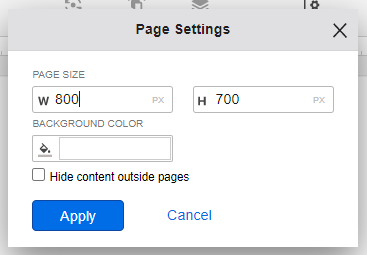 Page Settings
PAGE SIZE
W 800 PX H 700 PX
BACKGROUND COLOR
Hide content outside pages
Apply Cancel